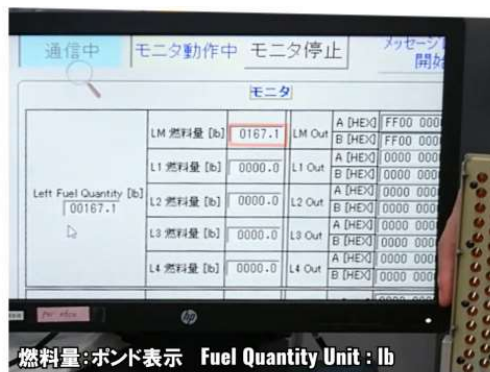 通信中 モニタ動作中 モニタ停止
開始
モニタ
LM 燃料量 [lb] 0167.1 LM Out A [HEX] FF00 000
B [HEX] FF00 000
L1 燃料量 [lb] 0000.0 L1 Out A [HEX] 0000 000
B [HEX] 0000 000
Left Fuel Quantity [lb]
00167.1
L2 燃料量 [lb] 0000.0 L2 Out A [HEX] 0000 000
B [HEX] 0000 000
L3 燃料量 [lb] 0000.0 L3 Out A [HEX] 0000 000
B [HEX] 0000 000
L4 燃料量 [lb] 0000.0 L4 Out A [HEX] 0000 000
B [HEX] 0000 000
hp
燃料量:ポンド表示 Fuel Quantity Unit : lb